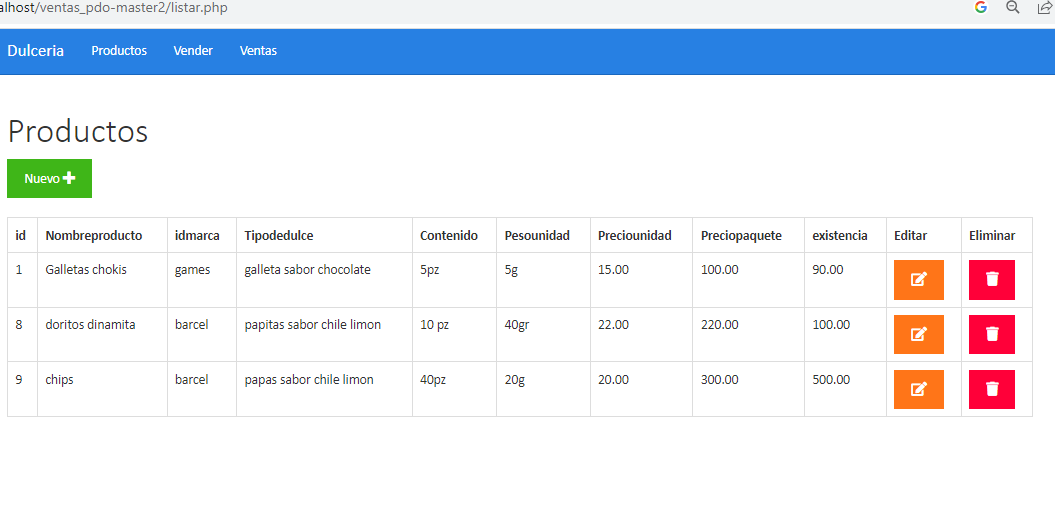 alhost/ventas_pdo-master2/listar.php
Dulceria Productos Vender Ventas
Productos
Nuevo
id Nombreproducto idmarca Tipodedulce Contenido Pesounidad Preciounidad Preciopaquete existencia Editar Eliminar
1 Galletas chokis games galleta sabor chocolate 5pz 5g 15.00 100.00 90.00
8 doritos dinamita barcel papitas sabor chile limon 10 pz 40gr 22.00 220.00 100.00
9 chips barcel papas sabor chile limon 40pz 20g 20.00 300.00 500.00